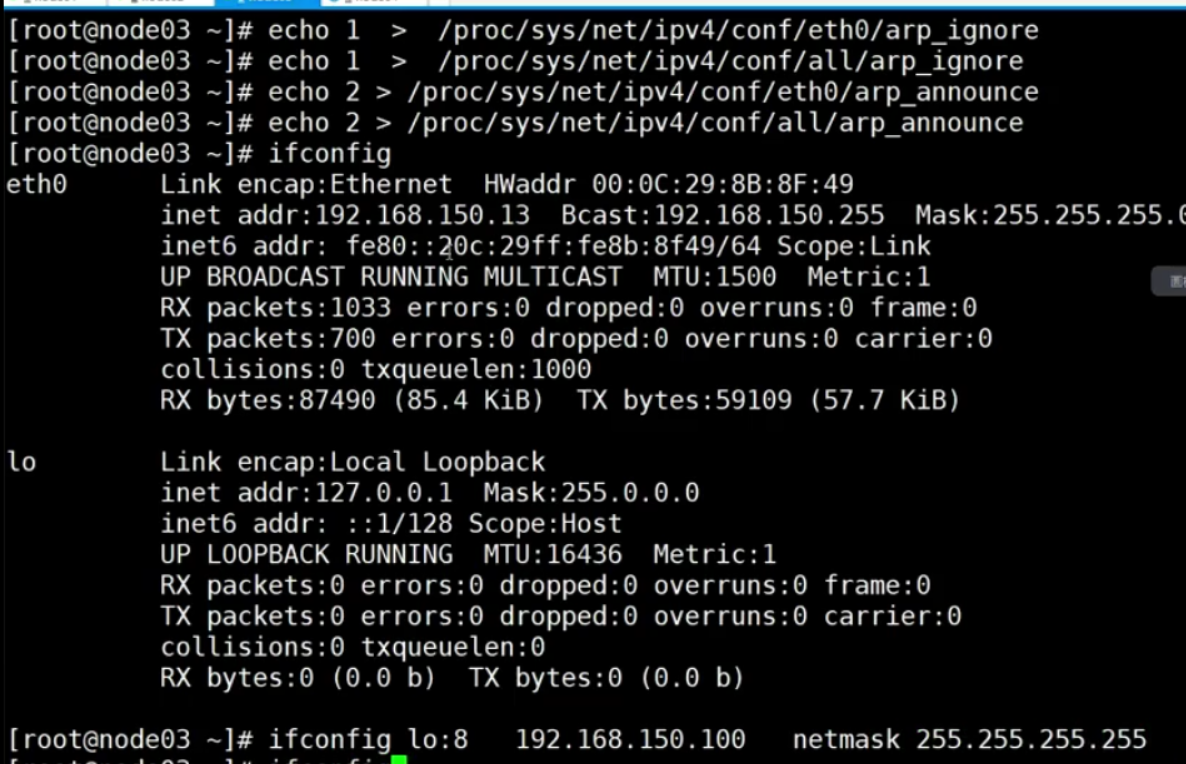 [root@node03 ~]# echo 1  >  /proc/sys/net/ipv4/conf/eth0/arp_ignore
[root@node03 ~]# echo 1  >  /proc/sys/net/ipv4/conf/all/arp_ignore
[root@node03 ~]# echo 2 > /proc/sys/net/ipv4/conf/eth0/arp_announce
[root@node03 ~]# echo 2 > /proc/sys/net/ipv4/conf/all/arp_announce
[root@node03 ~]# ifconfig
eth0      Link encap:Ethernet  HWaddr 00:0C:29:8B:8F:49
          inet addr:192.168.150.13  Bcast:192.168.150.255  Mask:255.255.255.0
          inet6 addr: fe80::20c:29ff:fe8b:8f49/64 Scope:Link
          UP BROADCAST RUNNING MULTICAST  MTU:1500  Metric:1
          RX packets:1033 errors:0 dropped:0 overruns:0 frame:0
          TX packets:700 errors:0 dropped:0 overruns:0 carrier:0
          collisions:0 txqueuelen:1000
          RX bytes:87490 (85.4 KiB)  TX bytes:59109 (57.7 KiB)
lo        Link encap:Local Loopback
          inet addr:127.0.0.1  Mask:255.0.0.0
          inet6 addr: ::1/128 Scope:Host
          UP LOOPBACK RUNNING  MTU:16436  Metric:1
          RX packets:0 errors:0 dropped:0 overruns:0 frame:0
          TX packets:0 errors:0 dropped:0 overruns:0 carrier:0
          collisions:0 txqueuelen:0
          RX bytes:0 (0.0 b)  TX bytes:0 (0.0 b)
[root@node03 ~]# ifconfig lo:8   192.168.150.100   netmask 255.255.255.255
[root@node03 ~]# ifconfig